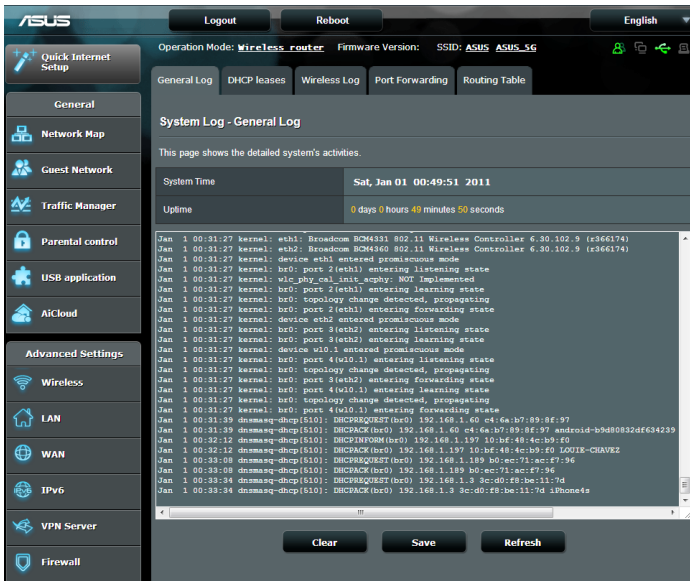 ASUS
Logout
Reboot
English
Quick Internet
Setup
Operation Mode: Wireless router Firmware Version: SSID: ASUS ASUS_5G
General Log
DHCP leases
Wireless Log
Port Forwarding
Routing Table
General
Network Map
Guest Network
Traffic Manager
Parental control
USB application
AiCloud
Advanced Settings
Wireless
LAN
WAN
IPv6
VPN Server
Firewall
System Log - General Log
This page shows the detailed system's activities.
System Time Sat, Jan 01 00:49:51 2011
Uptime 0 days 0 hours 49 minutes 50 seconds
Jan 1 00:31:27 kernel: eth1: Broadcom BCM4331 802.11 Wireless Controller 6.30.102.9 (r366174)
Jan 1 00:31:27 kernel: eth2: Broadcom BCM4360 802.11 Wireless Controller 6.30.102.9 (r366174)
Jan 1 00:31:27 kernel: device eth1 entered promiscuous mode
Jan 1 00:31:27 kernel: br0: port 2(eth1) entering listening state
Jan 1 00:31:27 kernel: wlc_phy_cal_init_acphy: NOT Implemented
Jan 1 00:31:27 kernel: br0: port 2(eth1) entering learning state
Jan 1 00:31:27 kernel: br0: topology change detected, propagating
Jan 1 00:31:27 kernel: br0: port 2(eth1) entering forwarding state
Jan 1 00:31:27 kernel: device eth2 entered promiscuous mode
Jan 1 00:31:27 kernel: br0: port 3(eth2) entering listening state
Jan 1 00:31:27 kernel: br0: port 3(eth2) entering learning state
Jan 1 00:31:27 kernel: device wl0.1 entered promiscuous mode
Jan 1 00:31:27 kernel: br0: port 4(wl0.1) entering listening state
Jan 1 00:31:27 kernel: br0: topology change detected, propagating
Jan 1 00:31:27 kernel: br0: port 3(eth2) entering forwarding state
Jan 1 00:31:27 kernel: br0: port 4(wl0.1) entering learning state
Jan 1 00:31:27 kernel: br0: topology change detected, propagating
Jan 1 00:31:27 kernel: br0: port 4(wl0.1) entering forwarding state
Jan 1 00:31:39 dnsmasq-dhcp[510]: DHCPREQUEST(br0) 192.168.1.60 c4:6a:b7:89:8f:97
Jan 1 00:31:39 dnsmasq-dhcp[510]: DHCPACK(br0) 192.168.1.60 c4:6a:b7:89:8f:97 android-b9d80832df634239
Jan 1 00:32:12 dnsmasq-dhcp[510]: DHCPINFORM(br0) 192.168.1.197 10:bf:48:4c:b9:f0
Jan 1 00:32:12 dnsmasq-dhcp[510]: DHCPACK(br0) 192.168.1.197 10:bf:48:4c:b9:f0 LOUIE-CHAVEZ
Jan 1 00:33:08 dnsmasq-dhcp[510]: DHCPREQUEST(br0) 192.168.1.189 b0:ec:71:ac:f7:96
Jan 1 00:33:08 dnsmasq-dhcp[510]: DHCPACK(br0) 192.168.1.189 b0:ec:71:ac:f7:96
Jan 1 00:33:34 dnsmasq-dhcp[510]: DHCPREQUEST(br0) 192.168.1.3 3c:d0:f8:be:11:7d
Jan 1 00:33:34 dnsmasq-dhcp[510]: DHCPACK(br0) 192.168.1.3 3c:d0:f8:be:11:7d iPhone4s
Clear
Save
Refresh